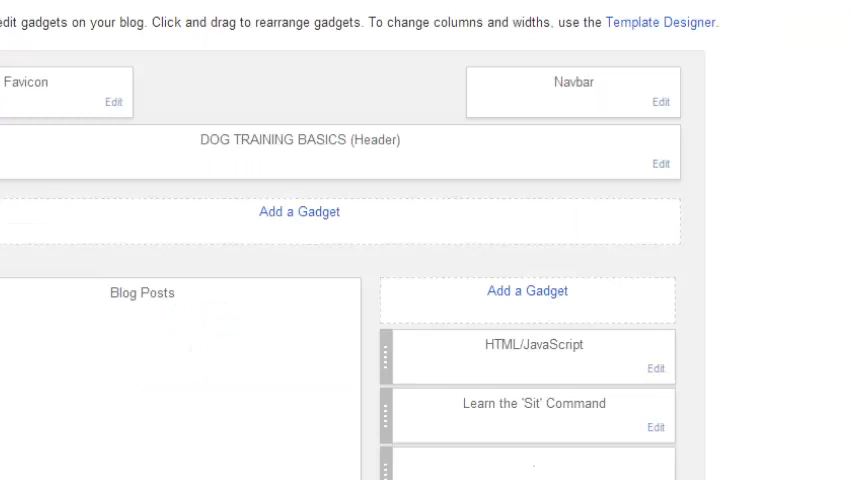 edit gadgets on your blog. Click and drag to rearrange gadgets. To change columns and widths, use the Template Designer.
Favicon
Edit
Navbar
Edit
DOG TRAINING BASICS (Header)
Edit
Add a Gadget
Blog Posts
Add a Gadget
HTML/JavaScript
Edit
Learn the 'Sit' Command
Edit
.